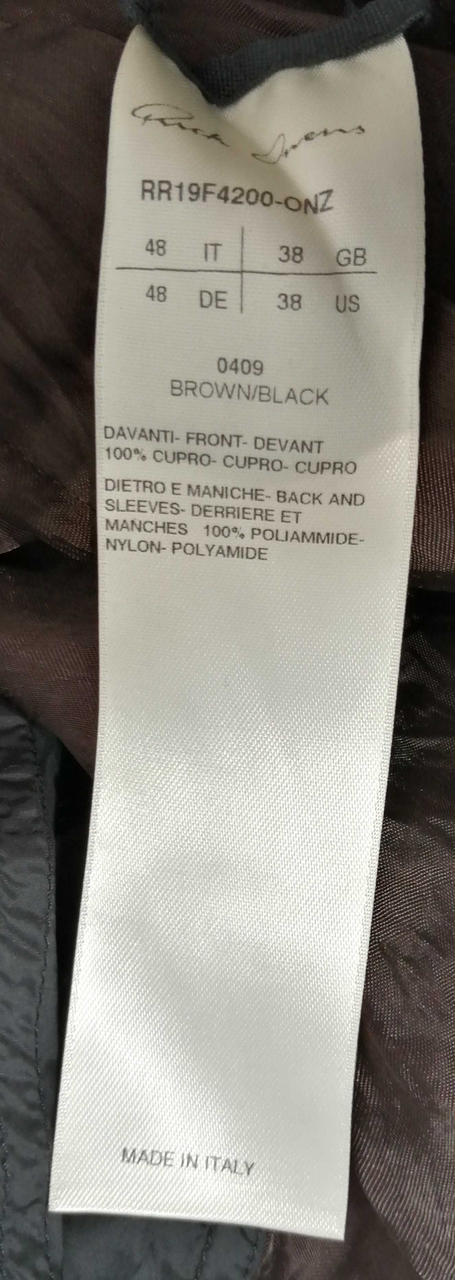 Rick Owens
RR19F4200-ONZ
48 IT 38 GB
48 DE 38 US
0409
BROWN/BLACK
DAVANTI- FRONT- DEVANT
100% CUPRO- CUPRO- CUPRO
DIETRO E MANICHE- BACK AND
SLEEVES- DERRIERE ET
MANCHES 100% POLIAMMIDE-
NYLON- POLYAMIDE
MADE IN ITALY